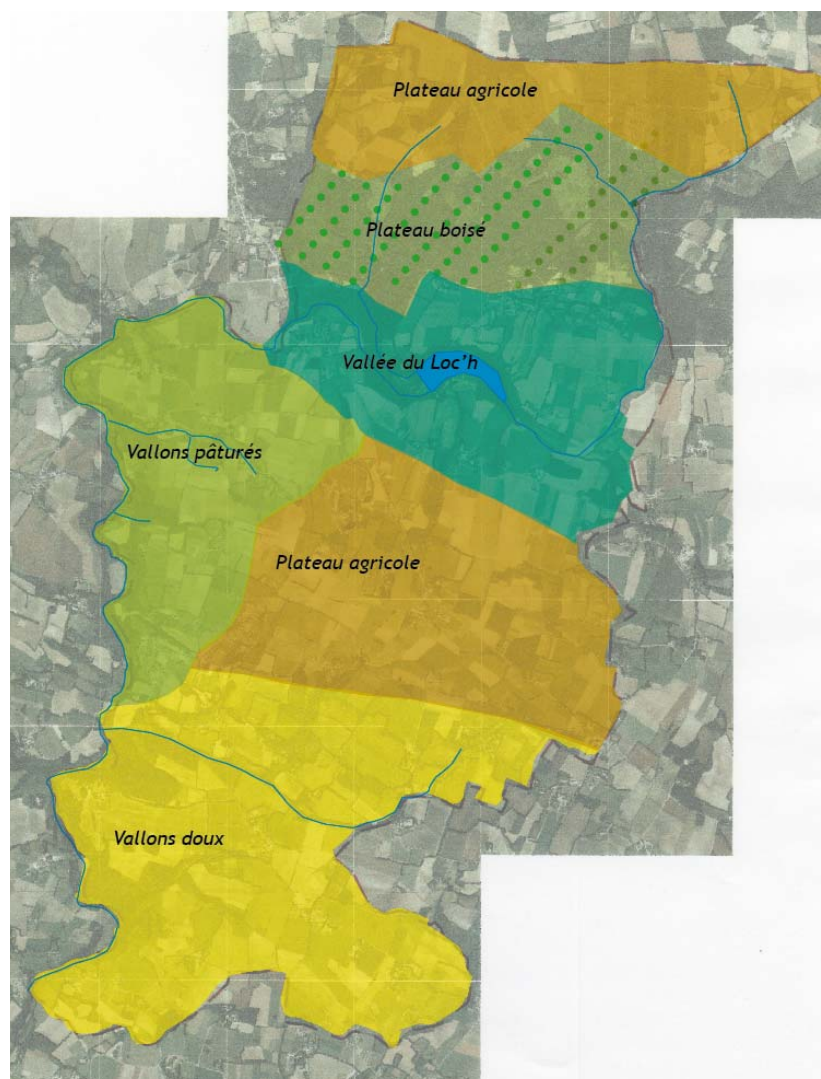 Plateau agricole
Plateau boisé
Vallée du Loc'h
Vallons pâturés
Plateau agricole
Vallons doux